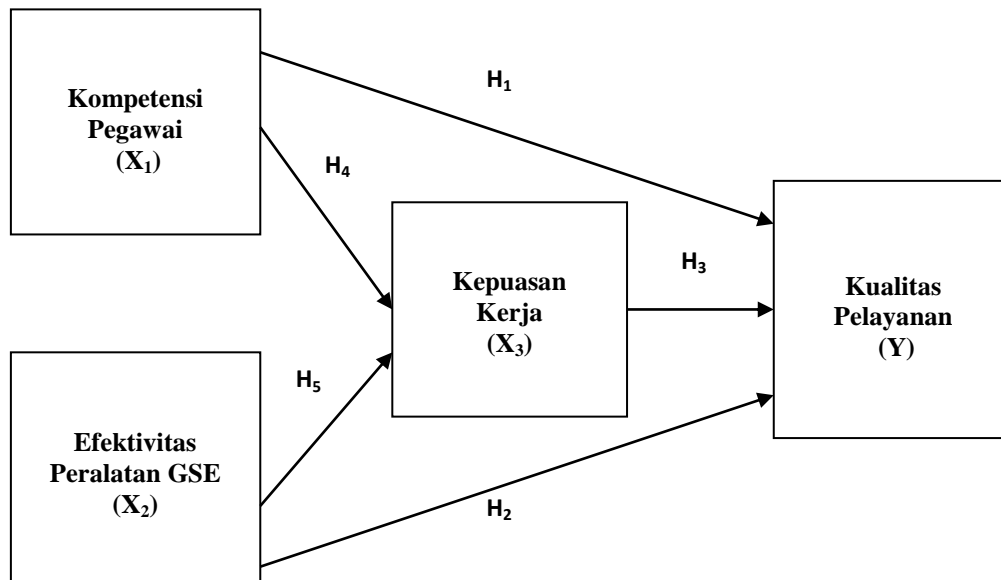 Kompetensi
Pegawai
(X₁)
H₁
H₄
Kepuasan
Kerja
(X₃)
H₃
Kualitas
Pelayanan
(Y)
H₅
Efektivitas
Peralatan GSE
(X₂)
H₂